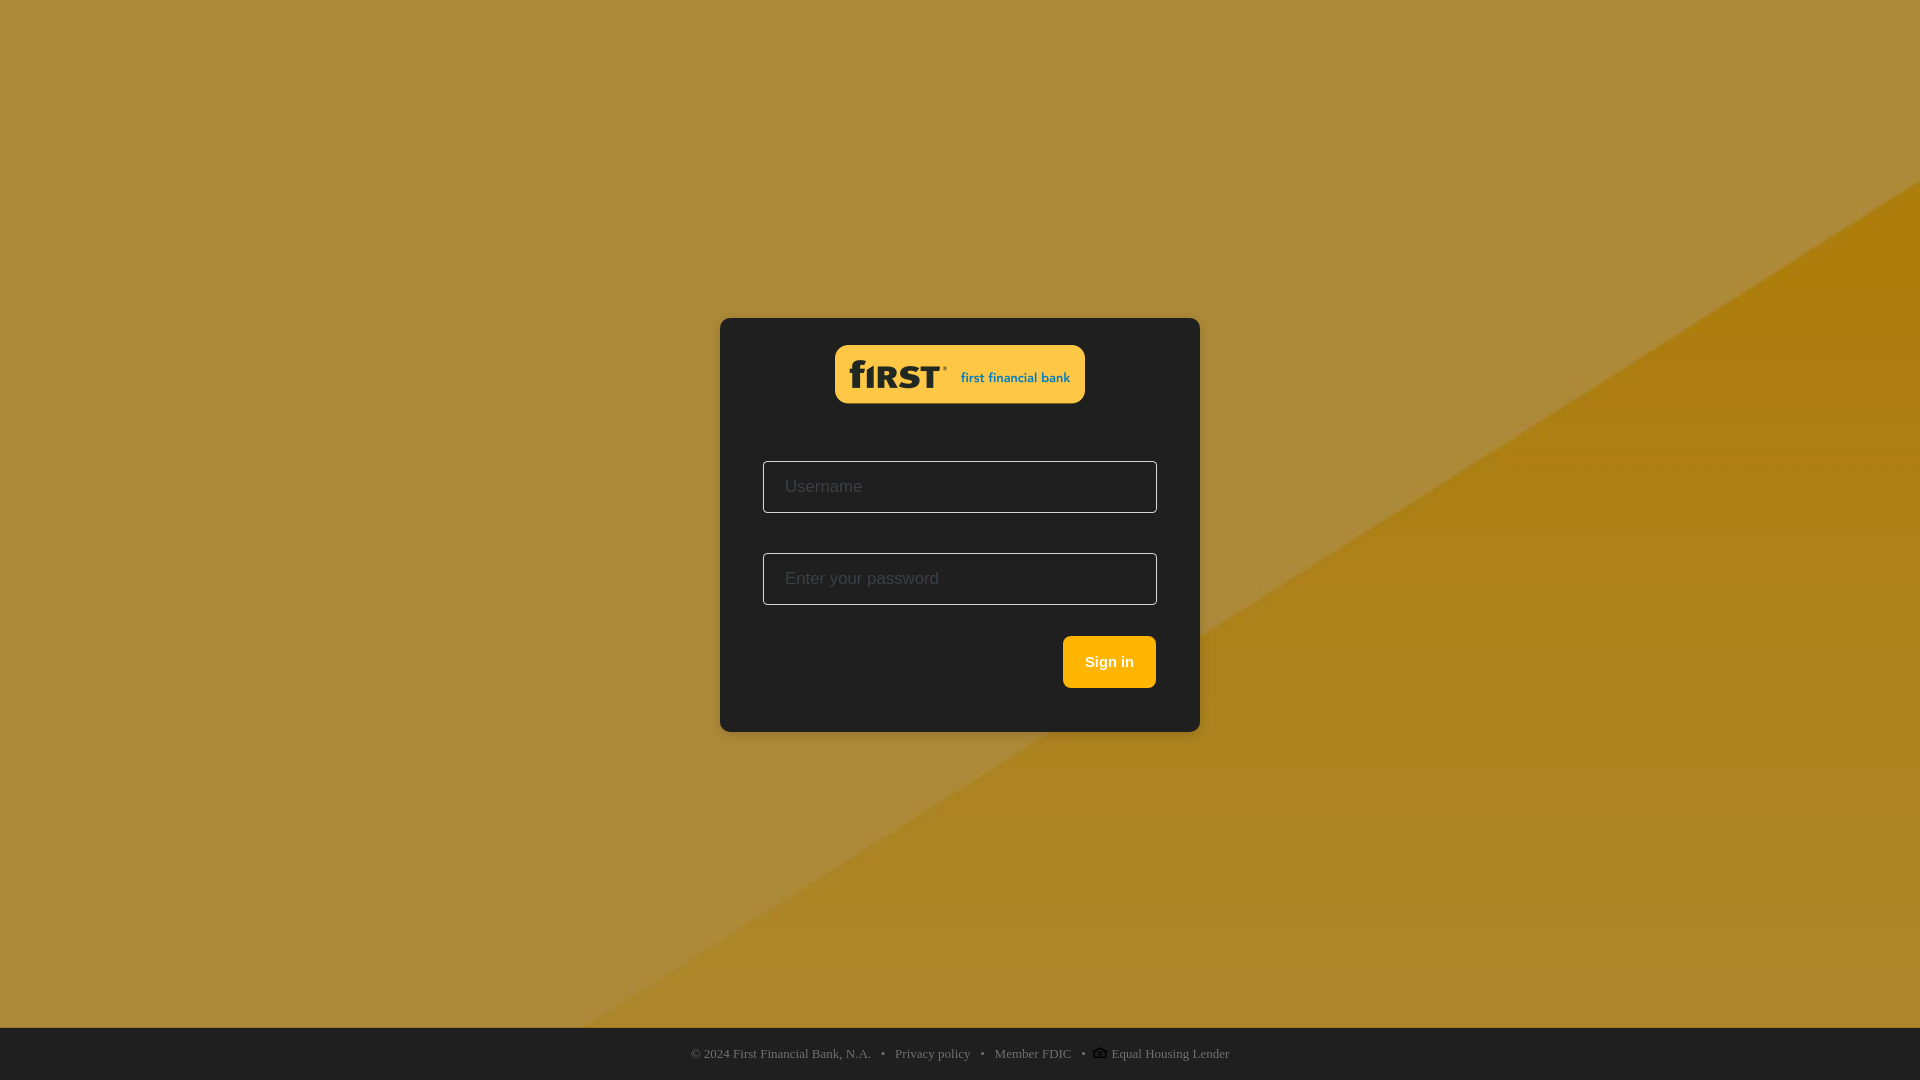 fIRST® first financial bank
Username
Enter your password
Sign in
© 2024 First Financial Bank, N.A. • Privacy policy • Member FDIC • Equal Housing Lender